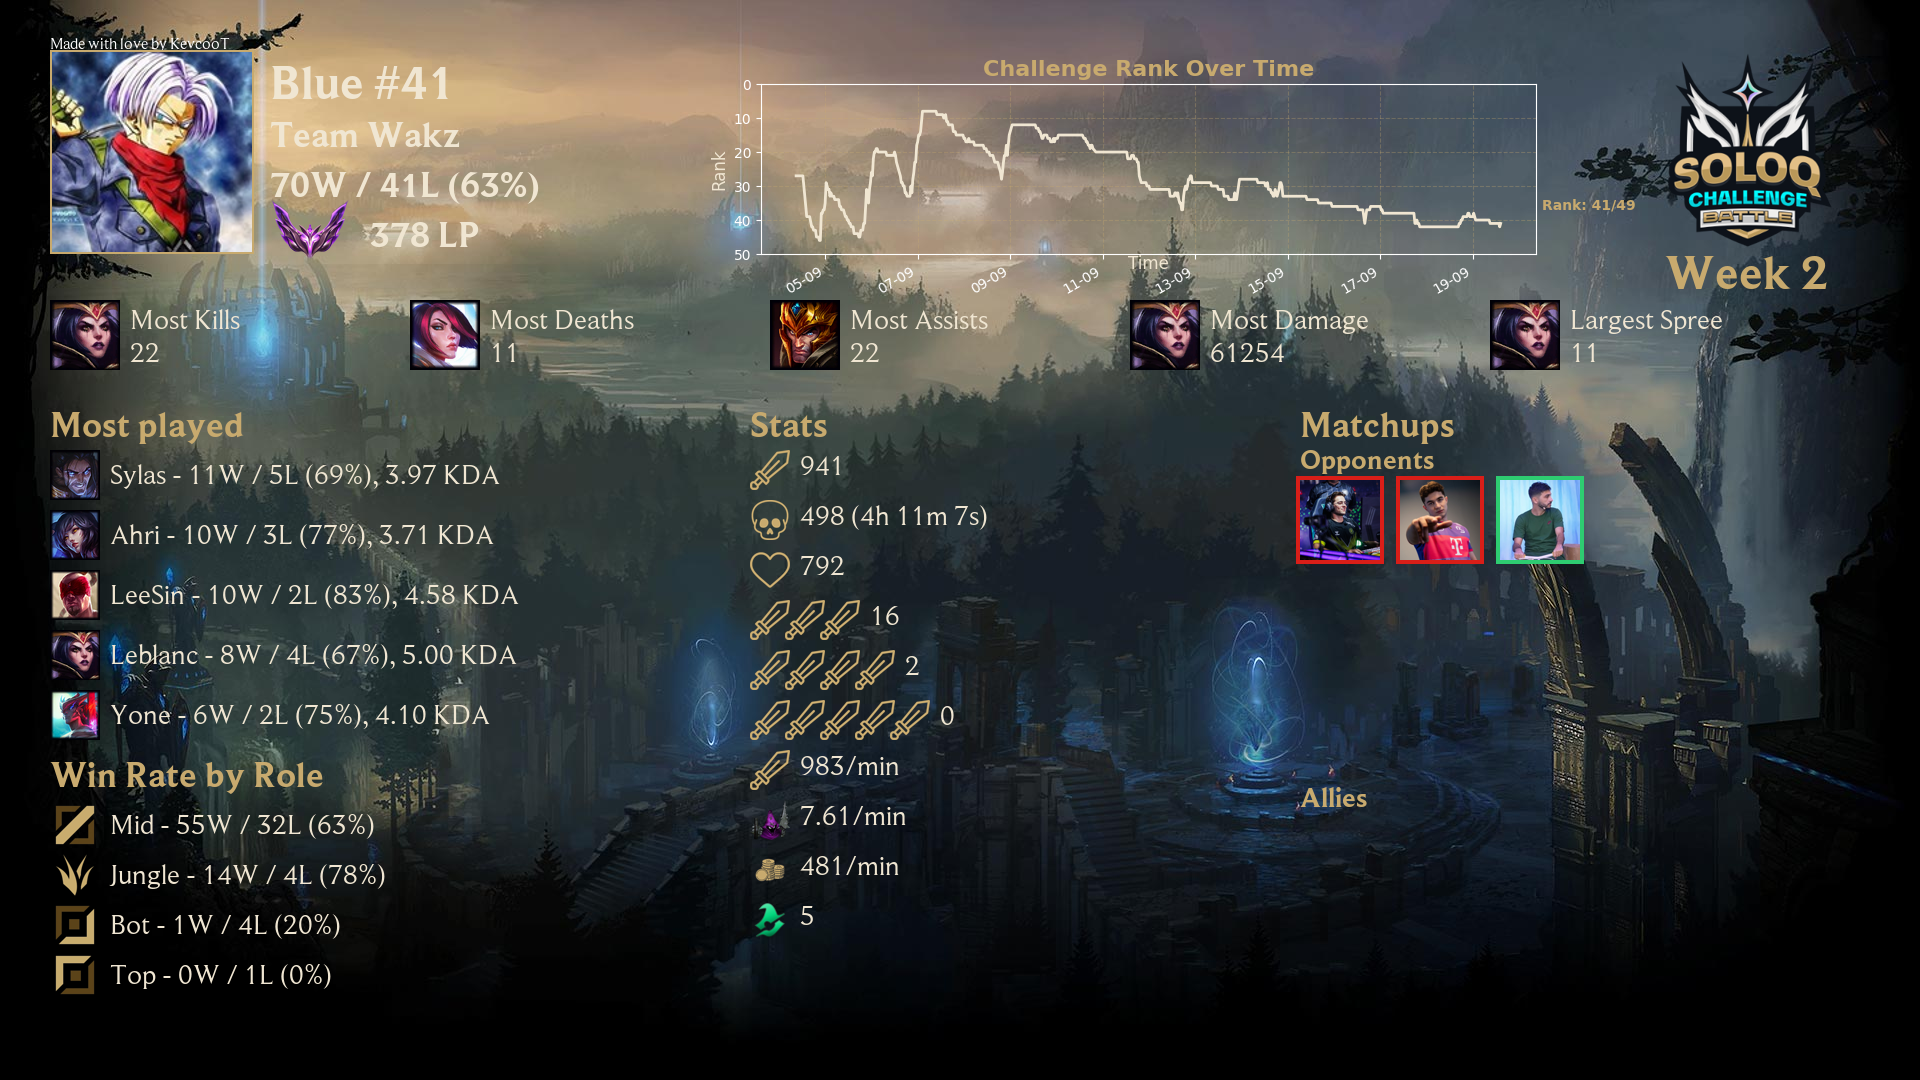 Made with love by KevcooT
Blue #41
Team Wakz
70W / 41L (63%)
378 LP
Challenge Rank Over Time
Rank
0
10
20
30
40
50
05-09
07-09
09-09
11-09
13-09
15-09
17-09
19-09
Time
Rank: 41/49
SOLOQ
CHALLENGE
BATTLE
Week 2
Most Kills
22
Most Deaths
11
Most Assists
22
Most Damage
61254
Largest Spree
11
Most played
Sylas - 11W / 5L (69%), 3.97 KDA
Ahri - 10W / 3L (77%), 3.71 KDA
LeeSin - 10W / 2L (83%), 4.58 KDA
Leblanc - 8W / 4L (67%), 5.00 KDA
Yone - 6W / 2L (75%), 4.10 KDA
Win Rate by Role
Mid - 55W / 32L (63%)
Jungle - 14W / 4L (78%)
Bot - 1W / 4L (20%)
Top - 0W / 1L (0%)
Stats
941
498 (4h 11m 7s)
792
16
2
0
983/min
7.61/min
481/min
5
Matchups
Opponents
T
Allies